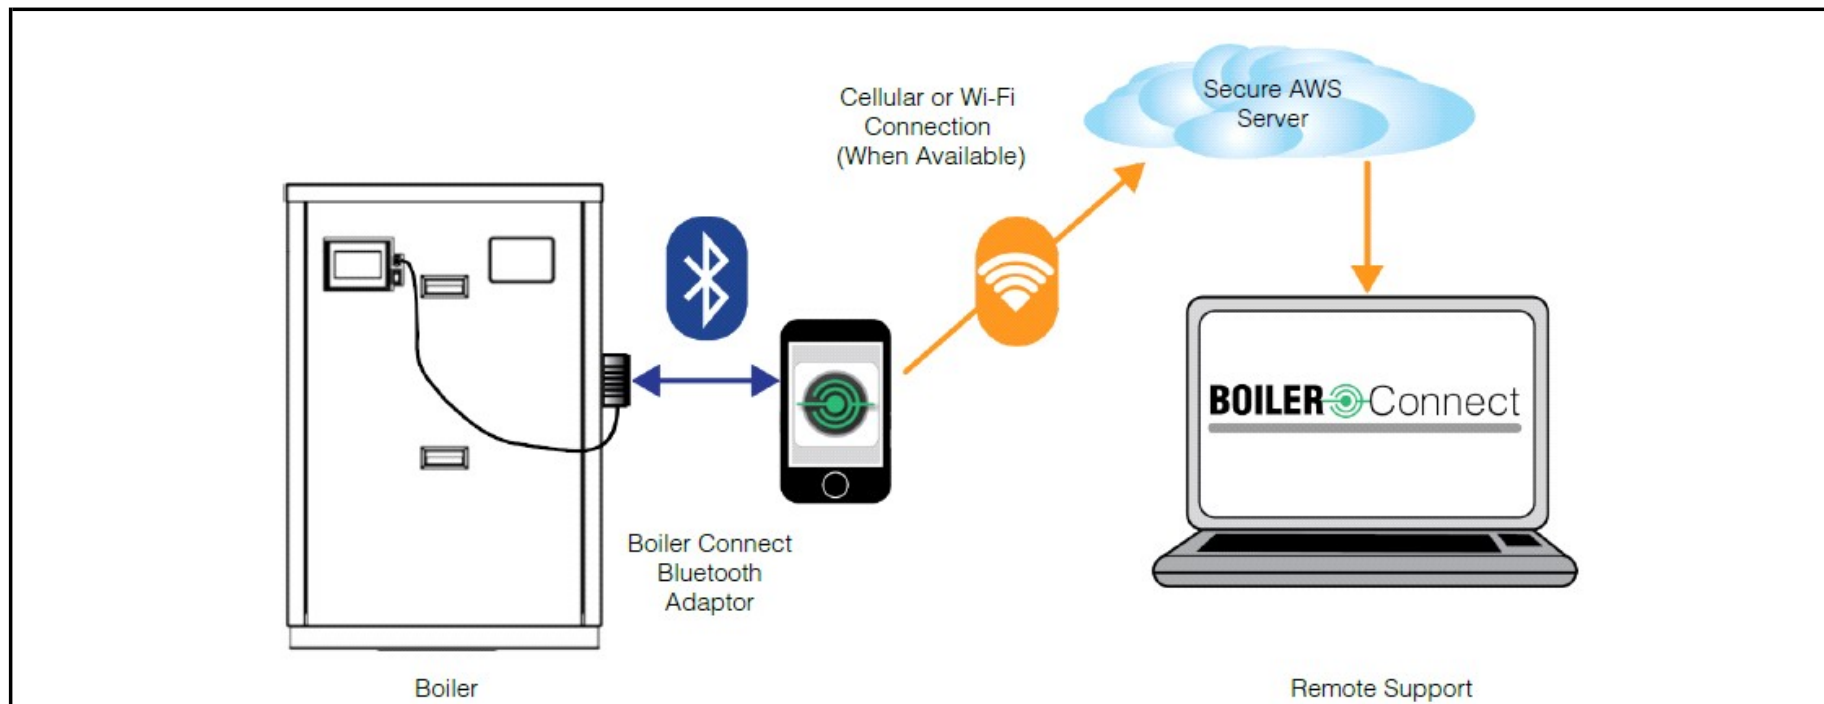 Cellular or Wi-Fi
Connection
(When Available)
Secure AWS
Server
BOILER Connect
Boiler Connect
Bluetooth
Adaptor
Boiler
Remote Support